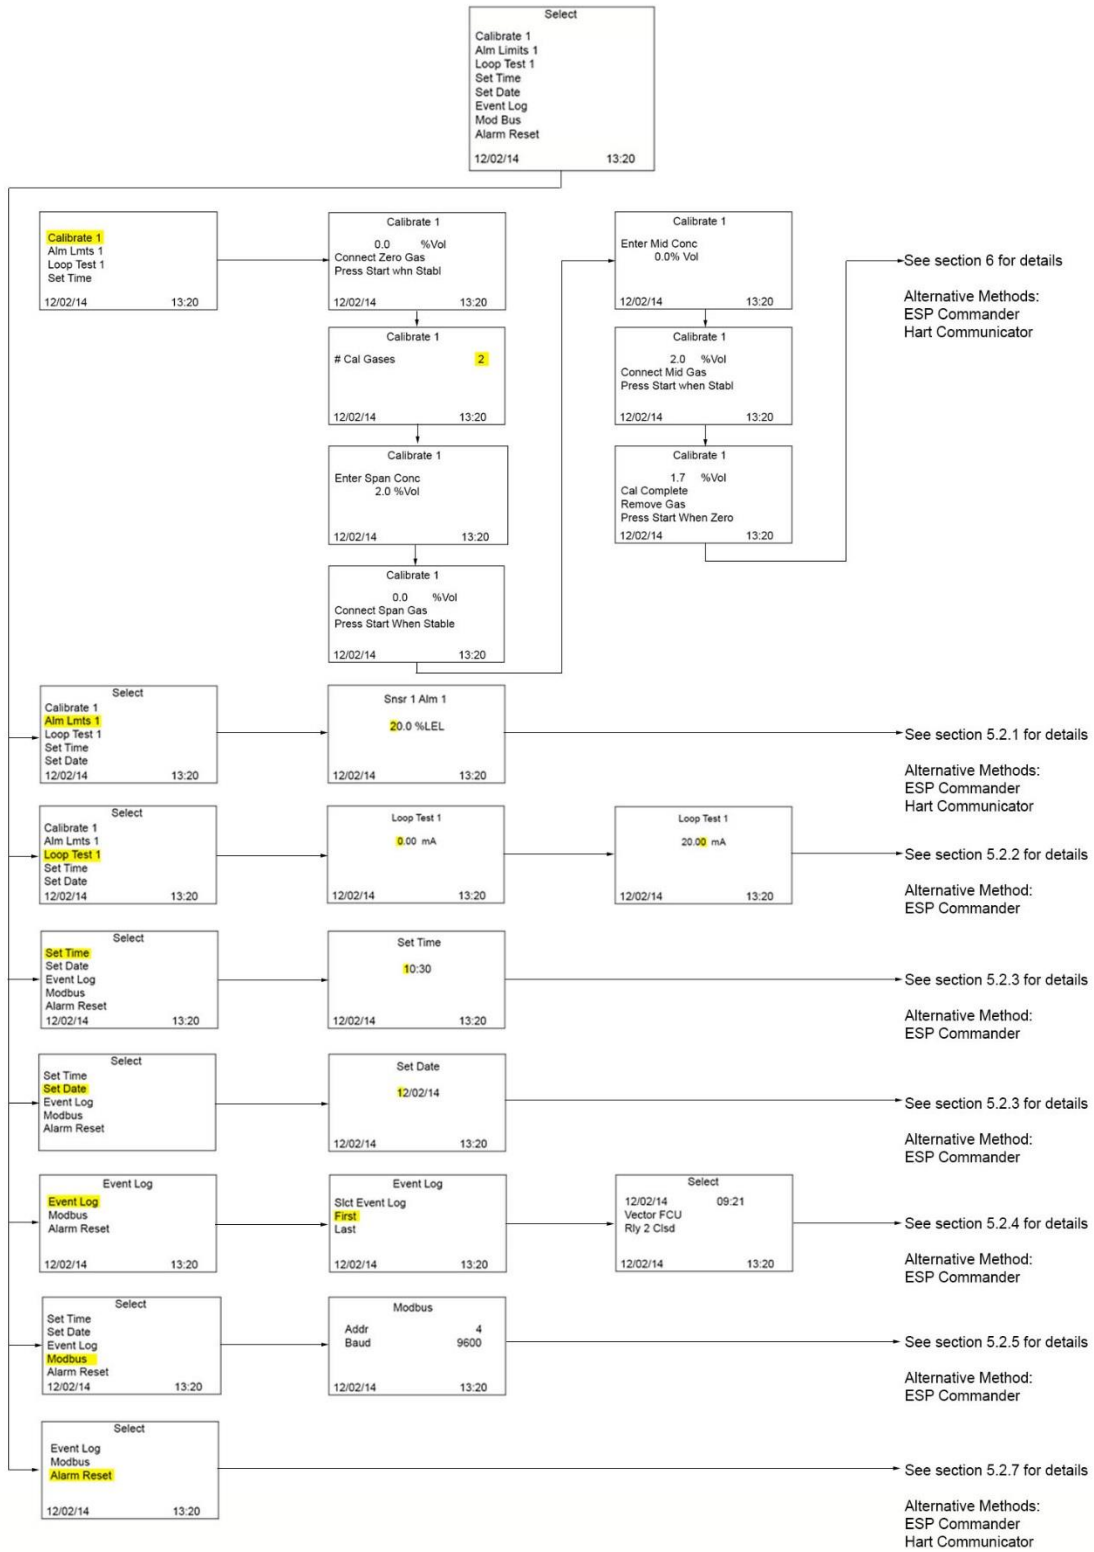 Select
Calibrate 1
Alm Limits 1
Loop Test 1
Set Time
Set Date
Event Log
Mod Bus
Alarm Reset
12/02/14 13:20
Calibrate 1
Alm Lmts 1
Loop Test 1
Set Time
12/02/14 13:20
Calibrate 1
0.0 %Vol
Connect Zero Gas
Press Start whn Stabl
12/02/14 13:20
Calibrate 1
# Cal Gases 2
12/02/14 13:20
Calibrate 1
Enter Span Conc
2.0 %Vol
12/02/14 13:20
Calibrate 1
0.0 %Vol
Connect Span Gas
Press Start When Stable
12/02/14 13:20
Calibrate 1
Enter Mid Conc
0.0% Vol
12/02/14 13:20
Calibrate 1
2.0 %Vol
Connect Mid Gas
Press Start when Stabl
12/02/14 13:20
Calibrate 1
1.7 %Vol
Cal Complete
Remove Gas
Press Start When Zero
12/02/14 13:20
See section 6 for details
Alternative Methods:
ESP Commander
Hart Communicator
Select
Calibrate 1
Alm Lmts 1
Loop Test 1
Set Time
Set Date
12/02/14 13:20
Snsr 1 Alm 1
20.0 %LEL
12/02/14 13:20
See section 5.2.1 for details
Alternative Methods:
ESP Commander
Hart Communicator
Select
Calibrate 1
Alm Lmts 1
Loop Test 1
Set Time
Set Date
12/02/14 13:20
Loop Test 1
0.00 mA
12/02/14 13:20
Loop Test 1
20.00 mA
12/02/14 13:20
See section 5.2.2 for details
Alternative Method:
ESP Commander
Select
Set Time
Set Date
Event Log
Modbus
Alarm Reset
12/02/14 13:20
Set Time
10:30
12/02/14 13:20
See section 5.2.3 for details
Alternative Method:
ESP Commander
Select
Set Time
Set Date
Event Log
Modbus
Alarm Reset
Set Date
12/02/14
12/02/14 13:20
See section 5.2.3 for details
Alternative Method:
ESP Commander
Event Log
Event Log
Modbus
Alarm Reset
12/02/14 13:20
Event Log
Slct Event Log
First
Last
12/02/14 13:20
Select
12/02/14 09:21
Vector FCU
Rly 2 Clsd
12/02/14 13:20
See section 5.2.4 for details
Alternative Method:
ESP Commander
Select
Set Time
Set Date
Event Log
Modbus
Alarm Reset
12/02/14 13:20
Modbus
Addr 4
Baud 9600
12/02/14 13:20
See section 5.2.5 for details
Alternative Method:
ESP Commander
Select
Event Log
Modbus
Alarm Reset
12/02/14 13:20
See section 5.2.7 for details
Alternative Methods:
ESP Commander
Hart Communicator